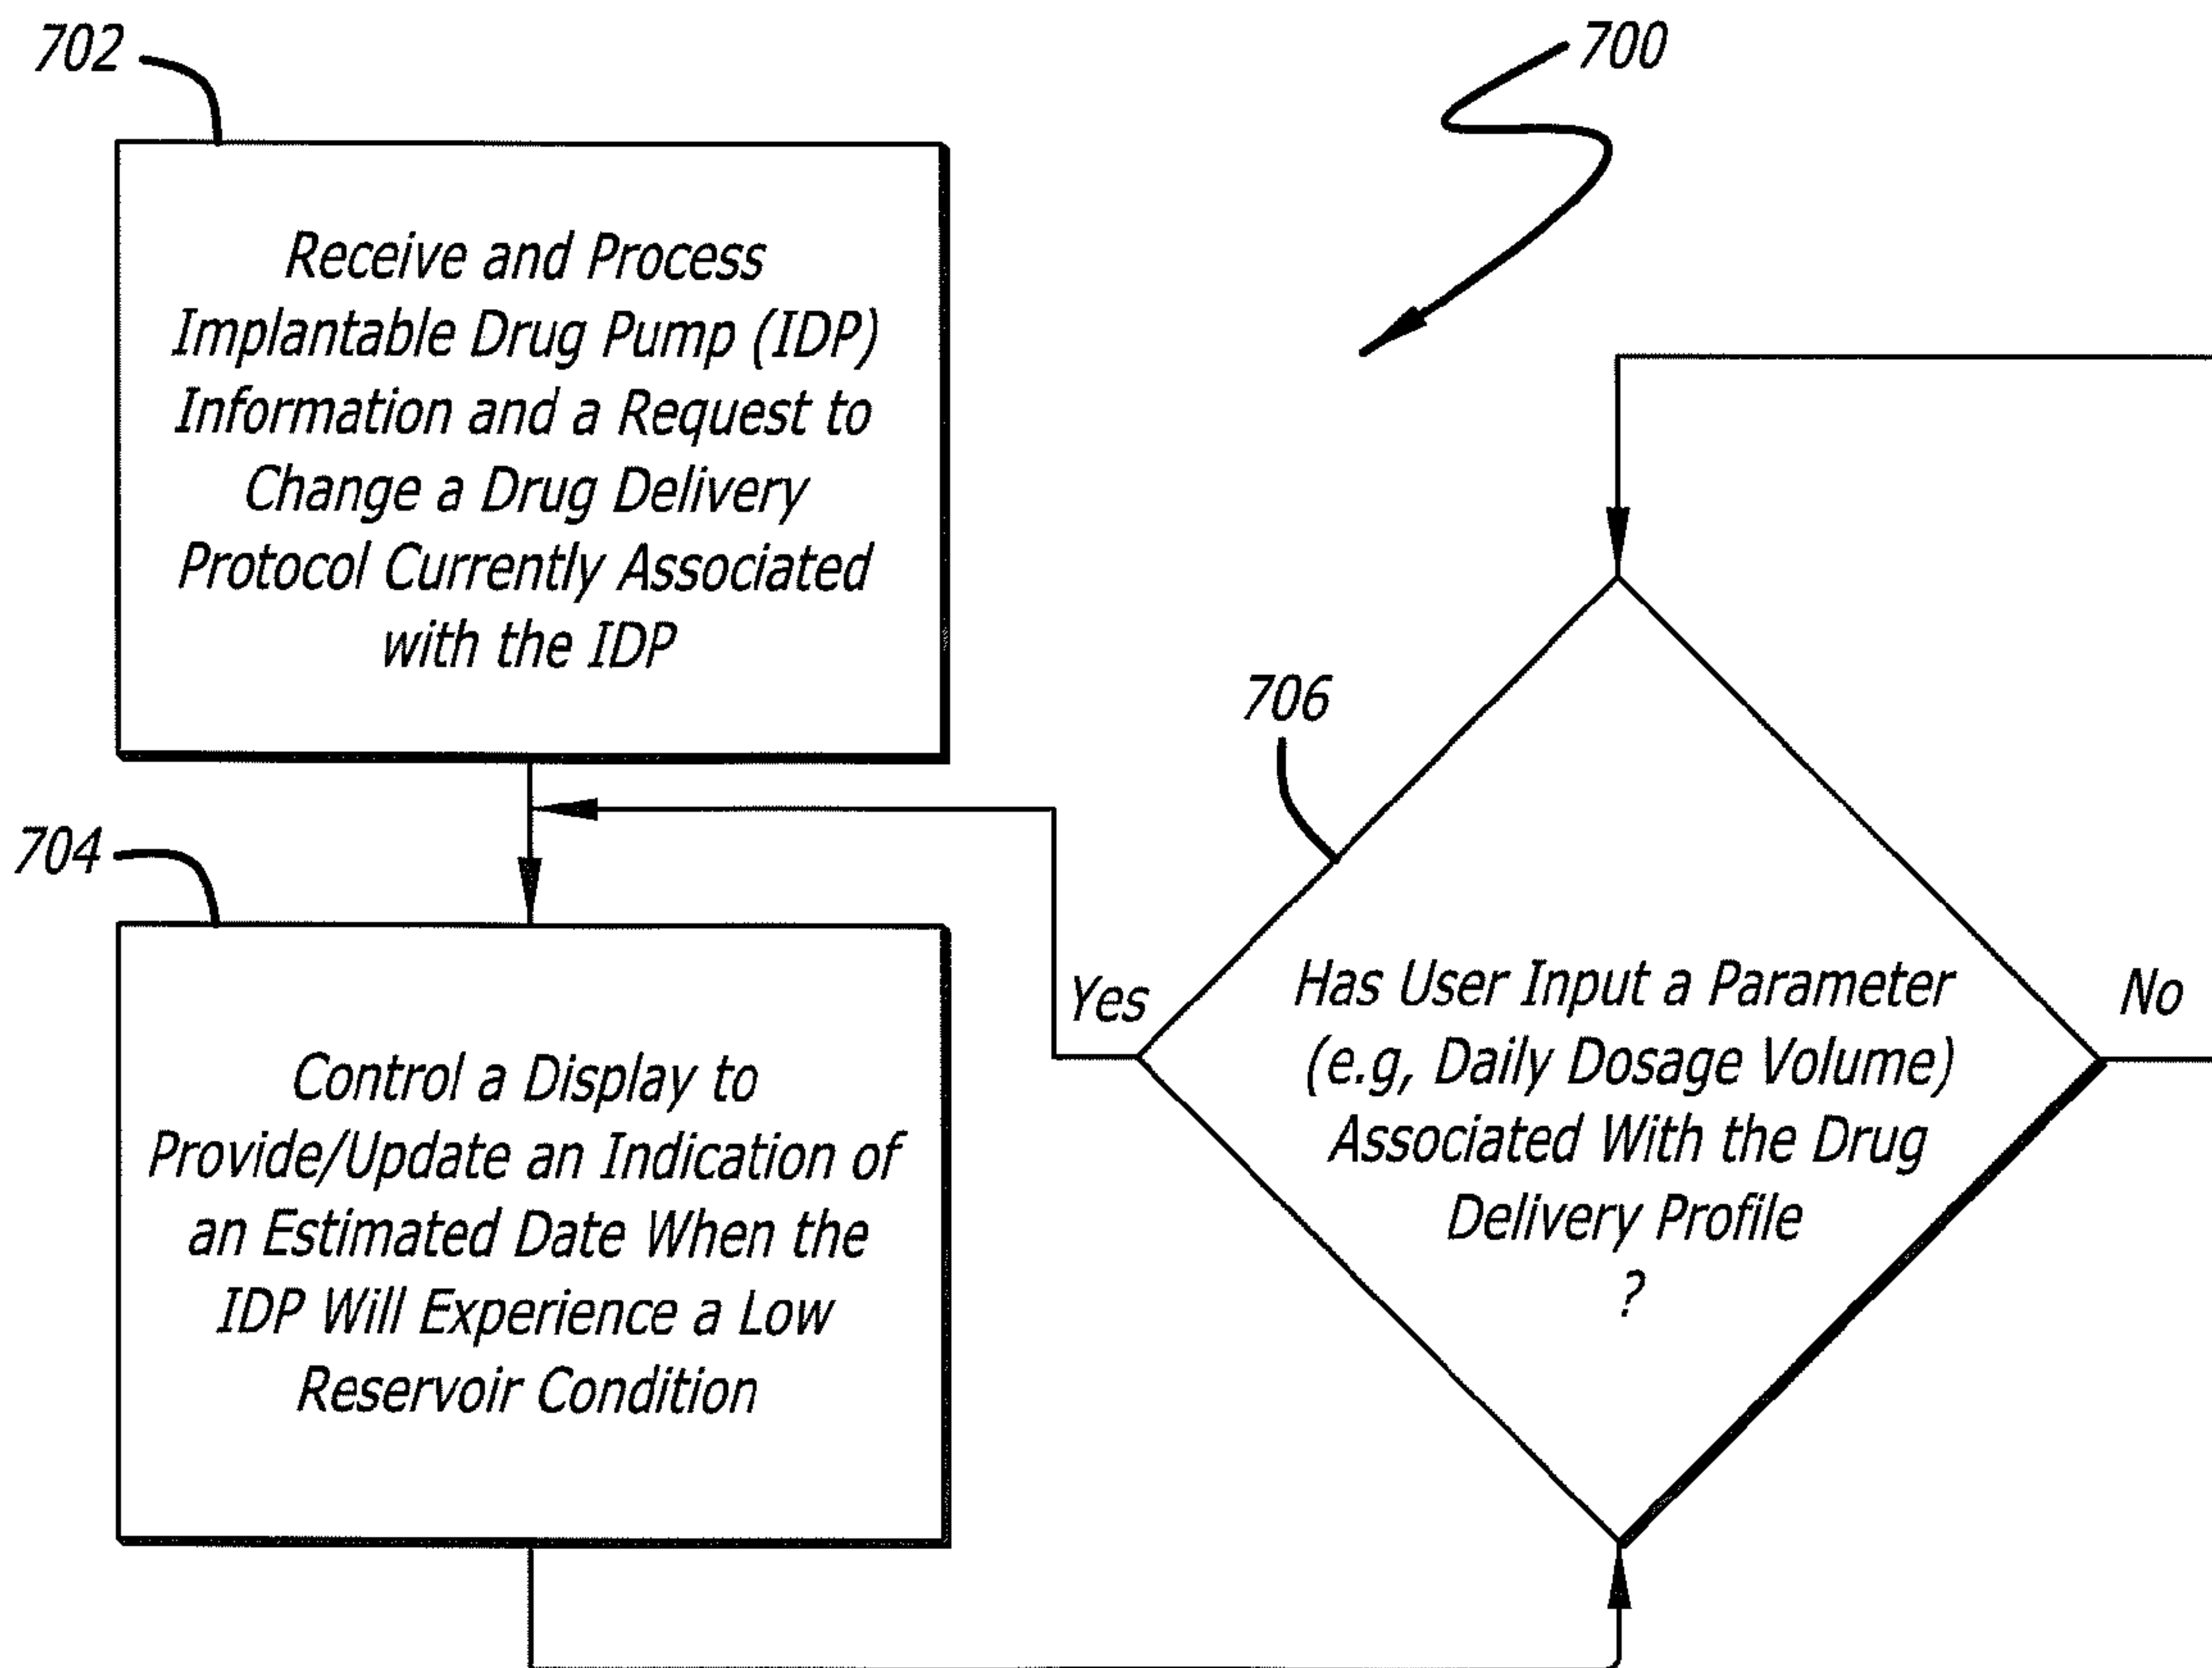 702
700
Receive and Process
Implantable Drug Pump (IDP)
Information and a Request to
Change a Drug Delivery
Protocol Currently Associated
with the IDP
706
704
Yes
No
Has User Input a Parameter
(e.g, Daily Dosage Volume)
Associated With the Drug
Delivery Profile
?
Control a Display to
Provide/Update an Indication of
an Estimated Date When the
IDP Will Experience a Low
Reservoir Condition